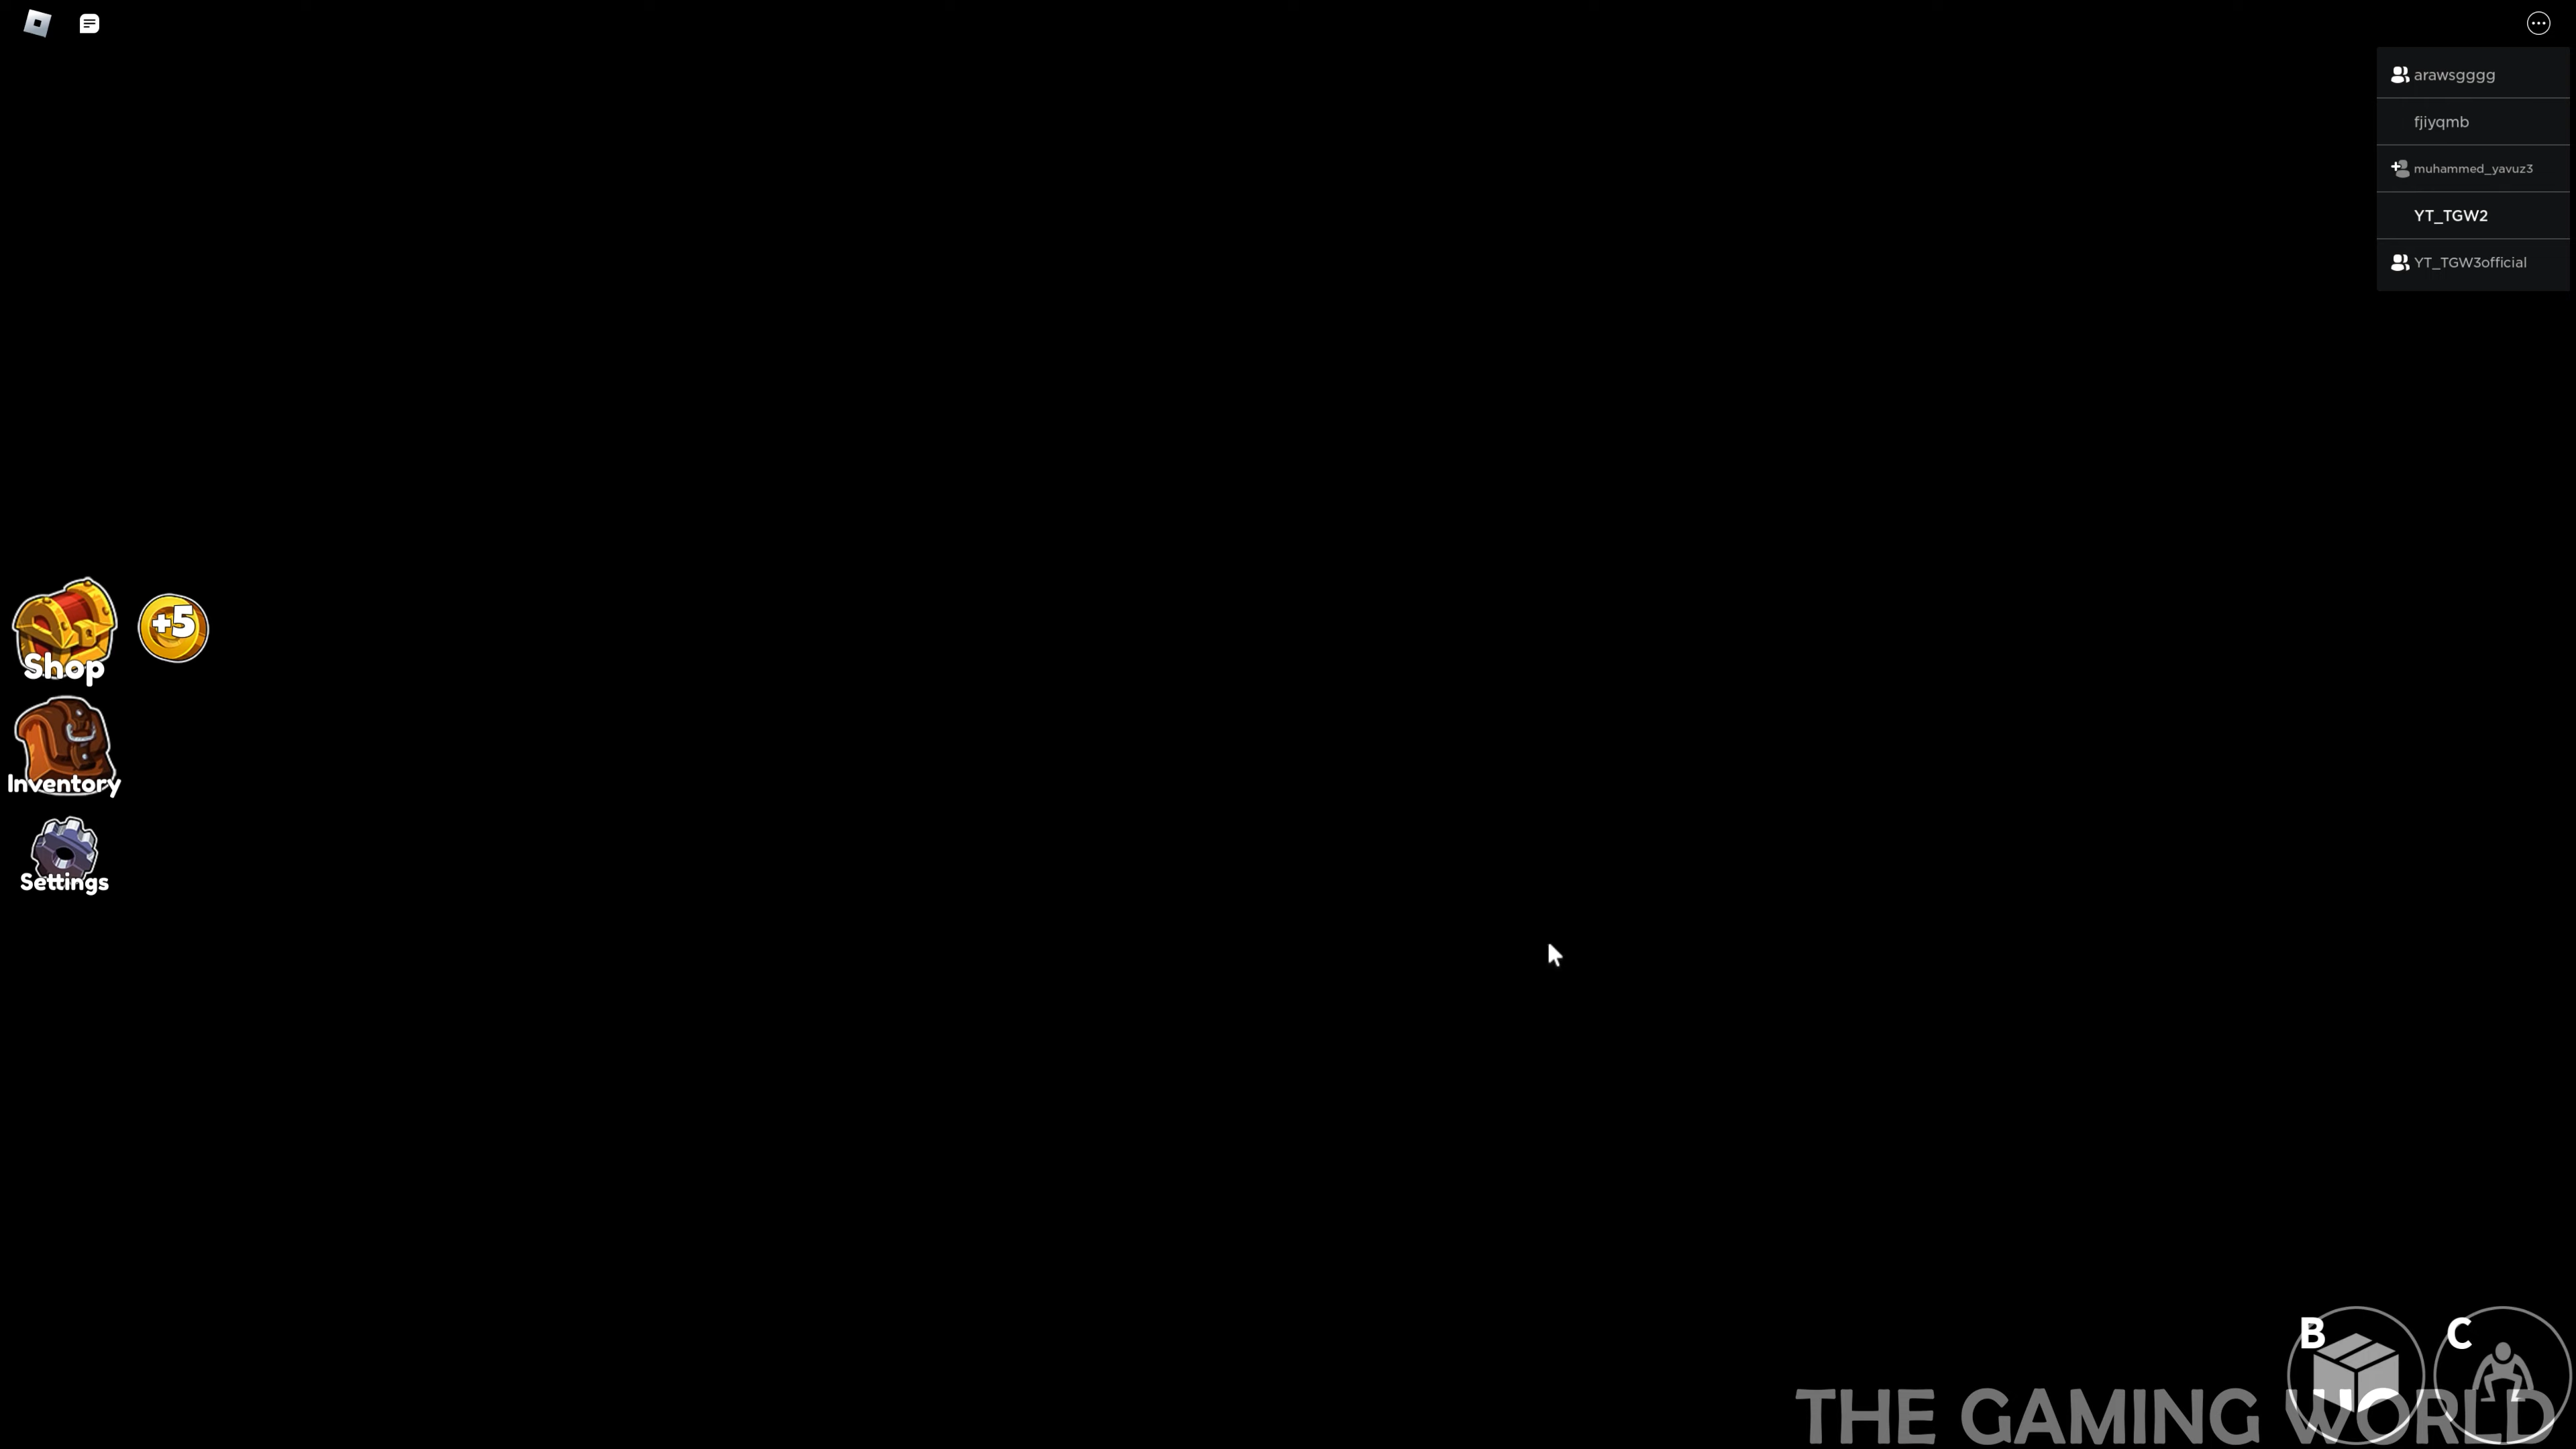 arawsgggg
fjiyqmb
muhammed_yavuz3
YT_TGW2
YT_TGW3official
+5
Shop
Inventory
Settings
B
C
THE GAMING WORLD